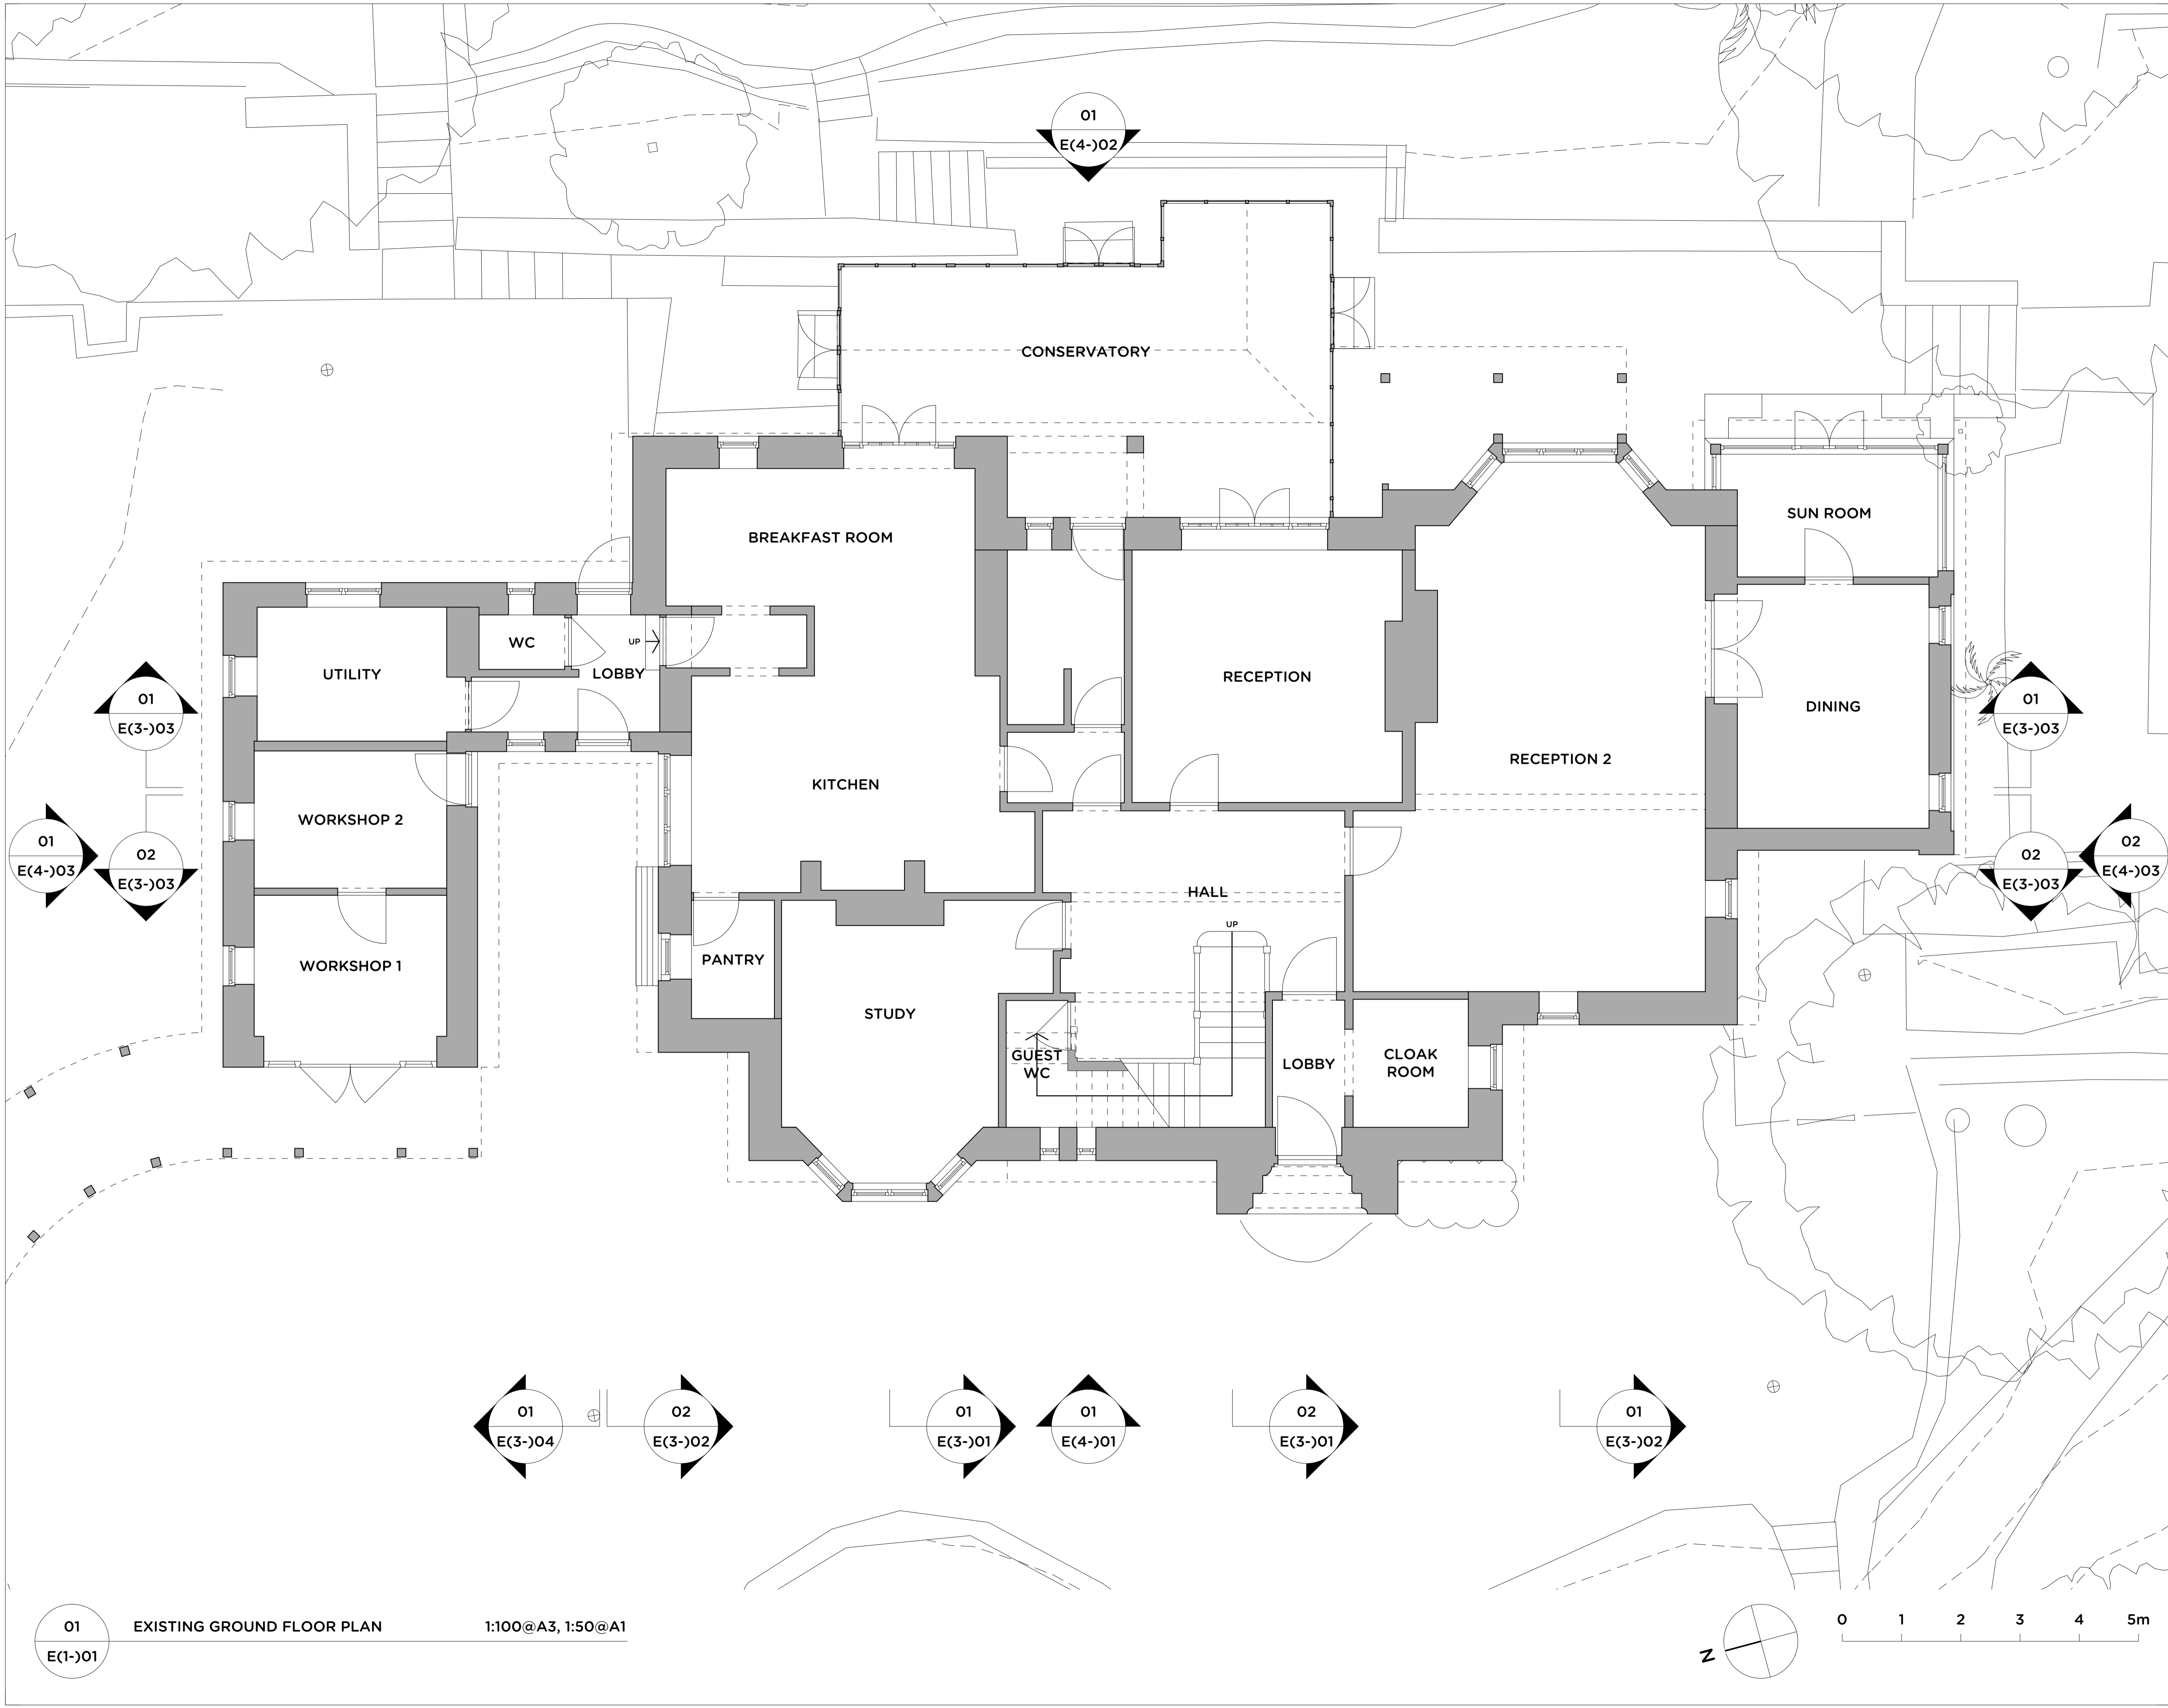 01
E(4-)02
CONSERVATORY
SUN ROOM
BREAKFAST ROOM
WC
UP
LOBBY
UTILITY
RECEPTION
01
E(3-)03
01
E(3-)03
DINING
RECEPTION 2
KITCHEN
WORKSHOP 2
01
E(4-)03
02
E(3-)03
02
E(3-)03
02
E(4-)03
HALL
UP
PANTRY
WORKSHOP 1
STUDY
GUEST
WC
LOBBY
CLOAK
ROOM
01
E(3-)04
02
E(3-)02
01
E(3-)01
01
E(4-)01
02
E(3-)01
01
E(3-)02
01
E(1-)01
EXISTING GROUND FLOOR PLAN
1:100@A3, 1:50@A1
N
0 1 2 3 4 5m